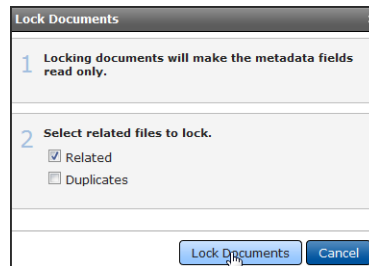 Lock Documents
1 Locking documents will make the metadata fields
read only.
2 Select related files to lock.
Related
Duplicates
Lock Documents Cancel